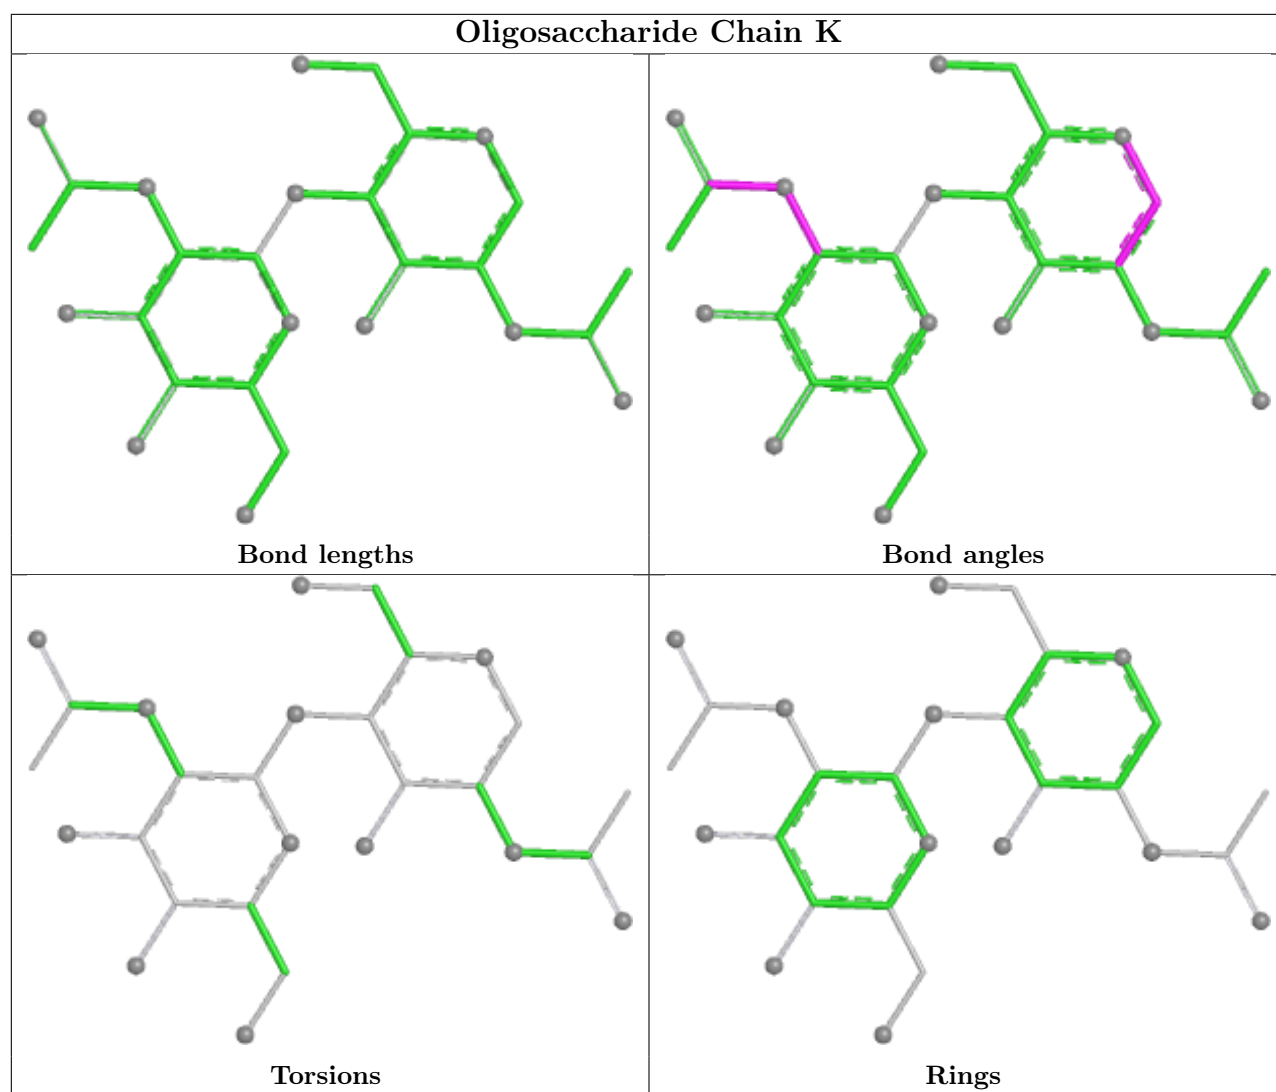 Oligosaccharide Chain K
Bond lengths
Bond angles
Torsions
Rings